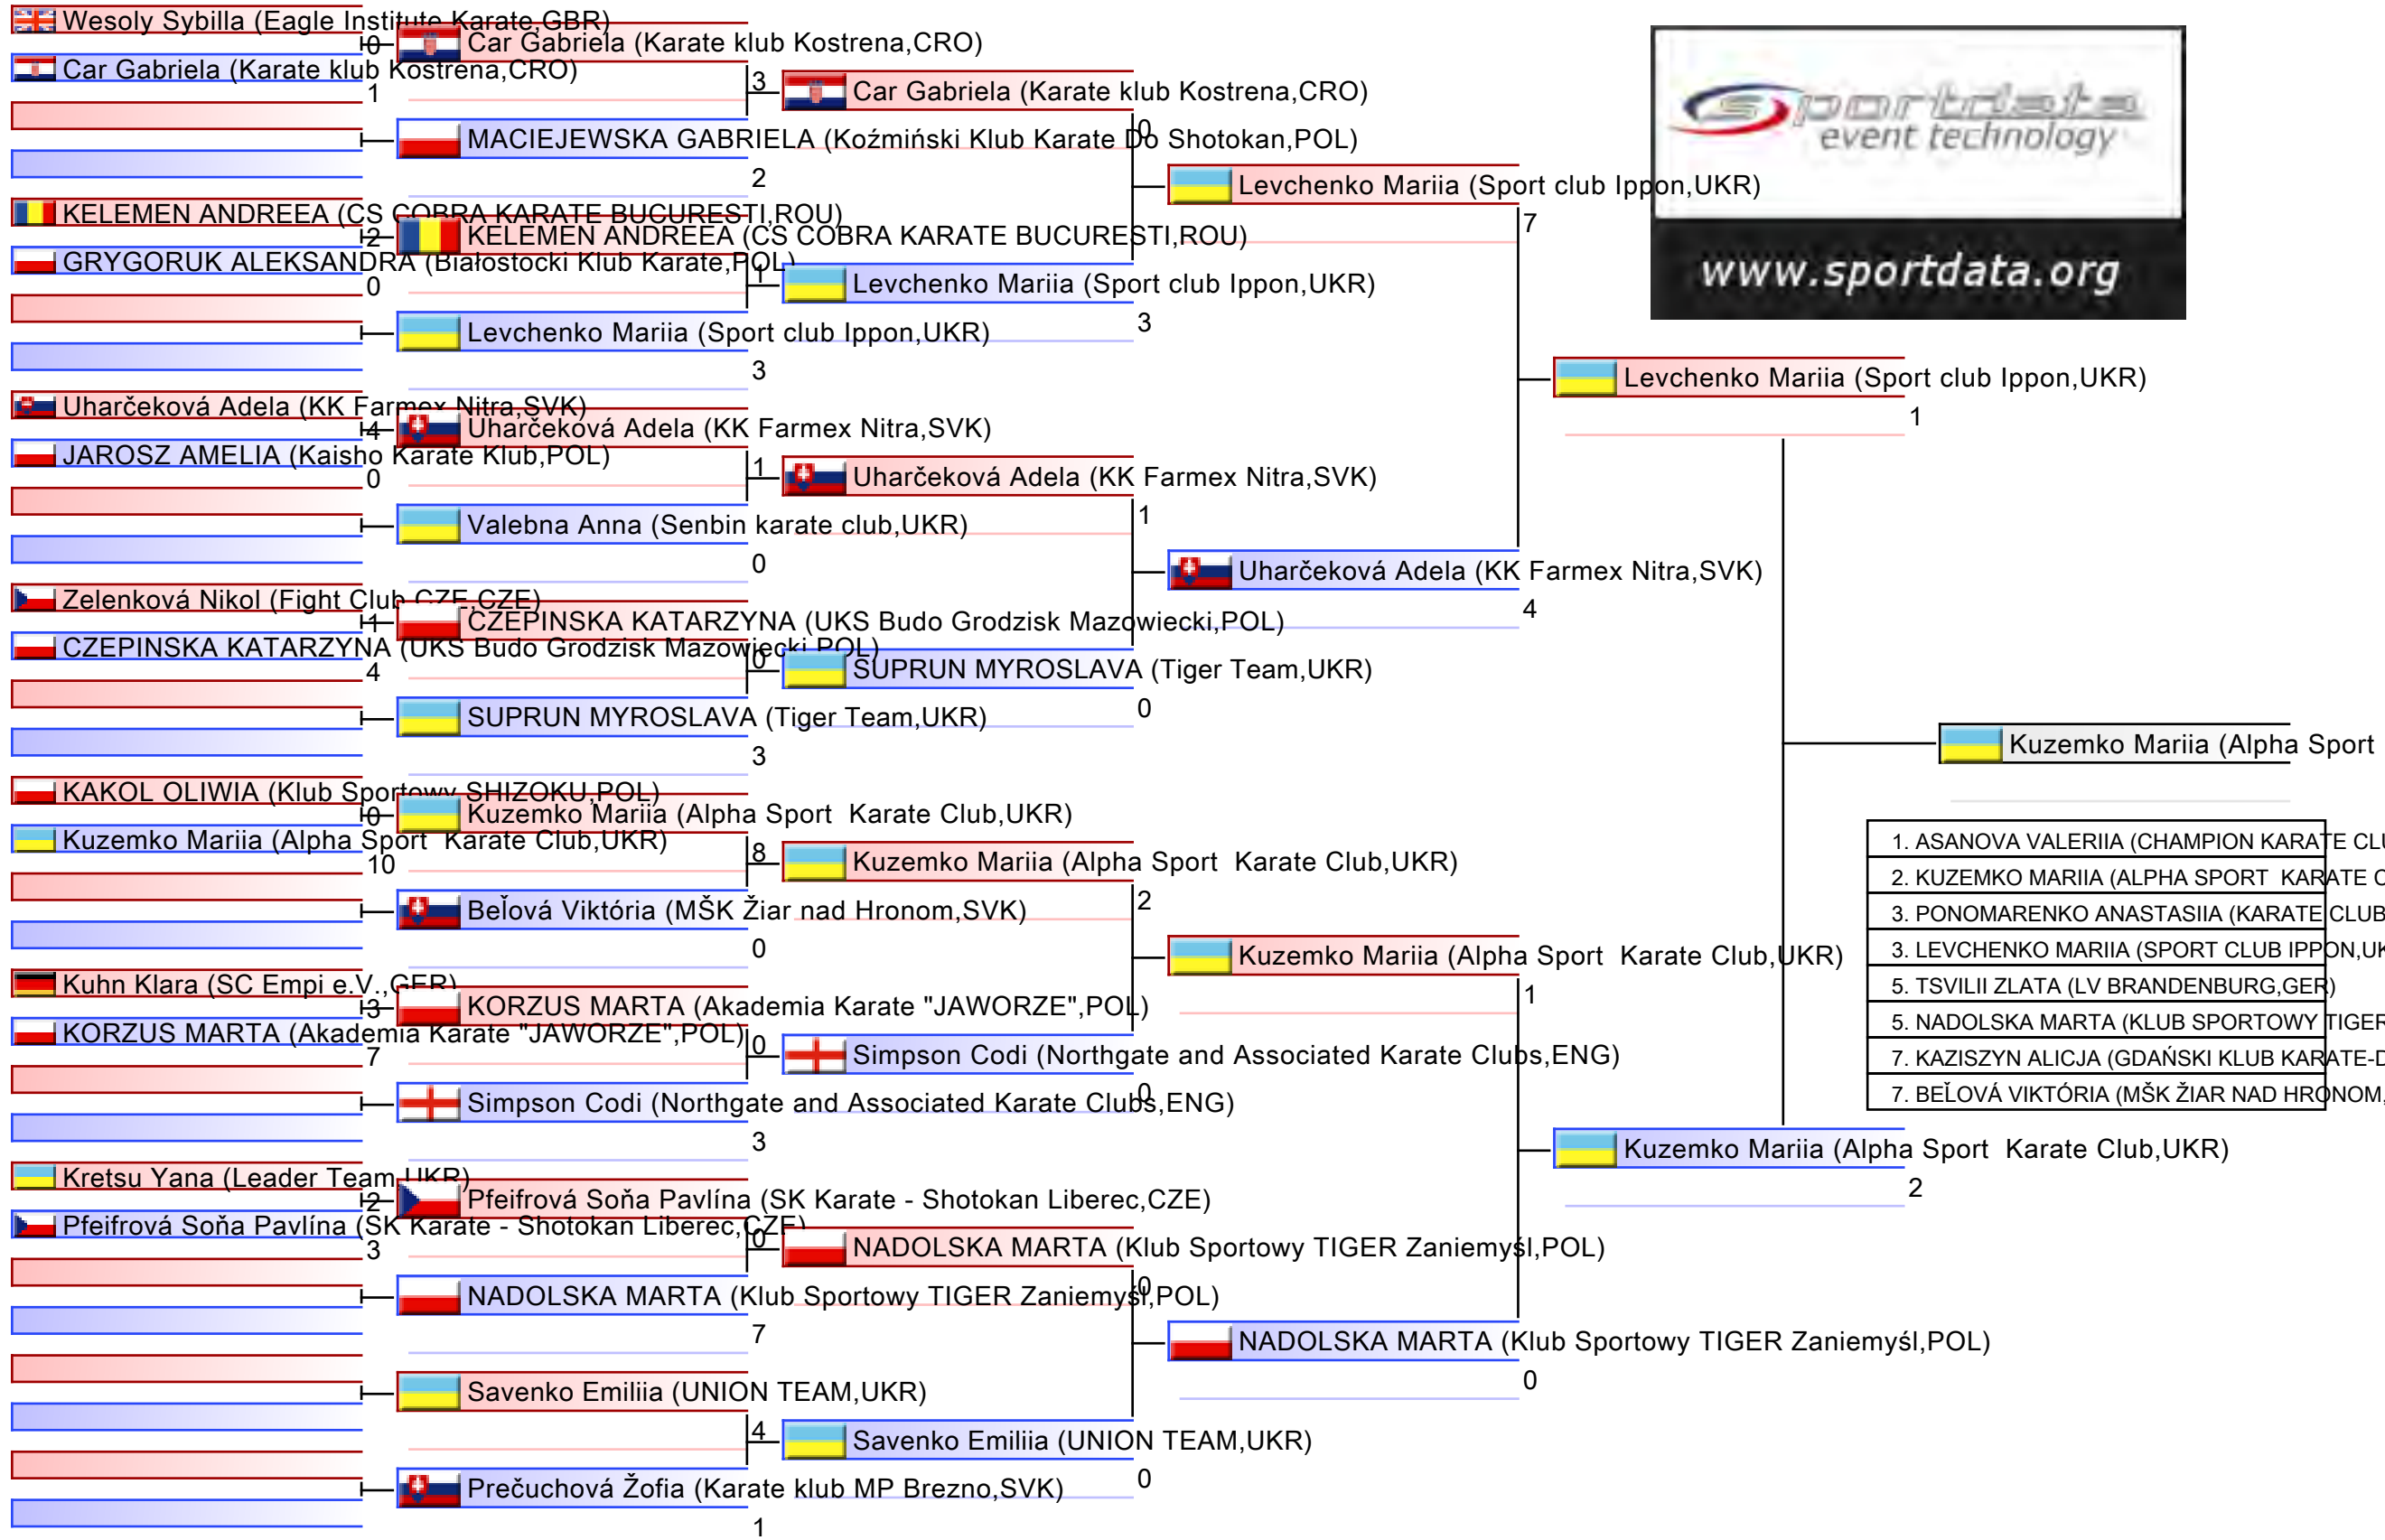 Wesoly Sybilla (Eagle Institute Karate,GBR)
0
Car Gabriela (Karate klub Kostrena,CRO)
1
KELEMEN ANDREEA (CS COBRA KARATE BUCURESTI,ROU)
2
GRYGORUK ALEKSANDRA (Białostocki Klub Karate,POL)
0
Uharčeková Adela (KK Farmex Nitra,SVK)
4
JAROSZ AMELIA (Kaisho Karate Klub,POL)
0
Zelenková Nikol (Fight Club CZE,CZE)
1
CZEPINSKA KATARZYNA (UKS Budo Grodzisk Mazowiecki,POL)
4
KAKOL OLIWIA (Klub Sportowy SHIZOKU,POL)
0
Kuzemko Mariia (Alpha Sport  Karate Club,UKR)
10
Kuhn Klara (SC Empi e.V.,GER)
3
KORZUS MARTA (Akademia Karate "JAWORZE",POL)
7
Kretsu Yana (Leader Team,UKR)
2
Pfeifrová Soňa Pavlína (SK Karate - Shotokan Liberec,CZE)
3
Car Gabriela (Karate klub Kostrena,CRO)
3
MACIEJEWSKA GABRIELA (Koźmiński Klub Karate Do Shotokan,POL)
2
KELEMEN ANDREEA (CS COBRA KARATE BUCURESTI,ROU)
1
Levchenko Mariia (Sport club Ippon,UKR)
3
Uharčeková Adela (KK Farmex Nitra,SVK)
1
Valebna Anna (Senbin karate club,UKR)
0
CZEPINSKA KATARZYNA (UKS Budo Grodzisk Mazowiecki,POL)
0
SUPRUN MYROSLAVA (Tiger Team,UKR)
3
Kuzemko Mariia (Alpha Sport  Karate Club,UKR)
8
Beľová Viktória (MŠK Žiar nad Hronom,SVK)
0
KORZUS MARTA (Akademia Karate "JAWORZE",POL)
0
Simpson Codi (Northgate and Associated Karate Clubs,ENG)
3
Pfeifrová Soňa Pavlína (SK Karate - Shotokan Liberec,CZE)
0
NADOLSKA MARTA (Klub Sportowy TIGER Zaniemyśl,POL)
7
Savenko Emiliia (UNION TEAM,UKR)
4
Prečuchová Žofia (Karate klub MP Brezno,SVK)
1
Car Gabriela (Karate klub Kostrena,CRO)
0
Levchenko Mariia (Sport club Ippon,UKR)
3
Uharčeková Adela (KK Farmex Nitra,SVK)
1
SUPRUN MYROSLAVA (Tiger Team,UKR)
0
Kuzemko Mariia (Alpha Sport  Karate Club,UKR)
2
Simpson Codi (Northgate and Associated Karate Clubs,ENG)
0
NADOLSKA MARTA (Klub Sportowy TIGER Zaniemyśl,POL)
0
Savenko Emiliia (UNION TEAM,UKR)
0
Levchenko Mariia (Sport club Ippon,UKR)
7
Uharčeková Adela (KK Farmex Nitra,SVK)
4
Kuzemko Mariia (Alpha Sport  Karate Club,UKR)
1
NADOLSKA MARTA (Klub Sportowy TIGER Zaniemyśl,POL)
0
Levchenko Mariia (Sport club Ippon,UKR)
1
Kuzemko Mariia (Alpha Sport  Karate Club,UKR)
2
Kuzemko Mariia (Alpha Sport
sportdata
event technology
www.sportdata.org
1. ASANOVA VALERIIA (CHAMPION KARATE CLU
2. KUZEMKO MARIIA (ALPHA SPORT  KARATE C
3. PONOMARENKO ANASTASIIA (KARATE CLUB
3. LEVCHENKO MARIIA (SPORT CLUB IPPON,UK
5. TSVILII ZLATA (LV BRANDENBURG,GER)
5. NADOLSKA MARTA (KLUB SPORTOWY TIGER
7. KAZISZYN ALICJA (GDAŃSKI KLUB KARATE-D
7. BEĽOVÁ VIKTÓRIA (MŠK ŽIAR NAD HRONOM,